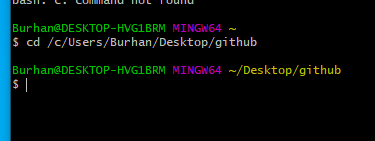 bash: C: Command not found
Burhan@DESKTOP-HVG1BRM MINGW64 ~
$ cd /c/Users/Burhan/Desktop/github
Burhan@DESKTOP-HVG1BRM MINGW64 ~/Desktop/github
$